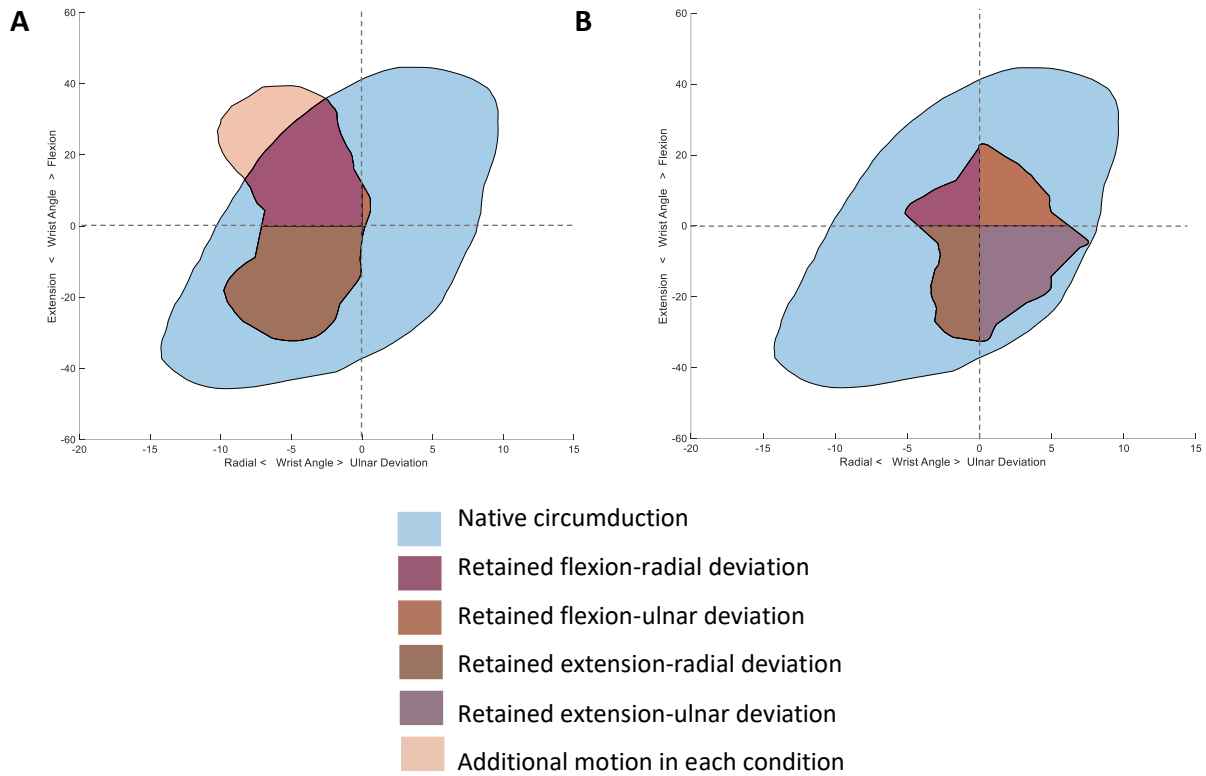 A
60
40
20
0
-20
-40
-60
-20
-15
-10
-5
0
5
10
15
Extension < Wrist Angle > Flexion
Radial < Wrist Angle > Ulnar Deviation
B
60
40
20
0
-20
-40
-60
-20
-15
-10
-5
0
5
10
15
Extension < Wrist Angle > Flexion
Radial < Wrist Angle > Ulnar Deviation
Native circumduction
Retained flexion-radial deviation
Retained flexion-ulnar deviation
Retained extension-radial deviation
Retained extension-ulnar deviation
Additional motion in each condition